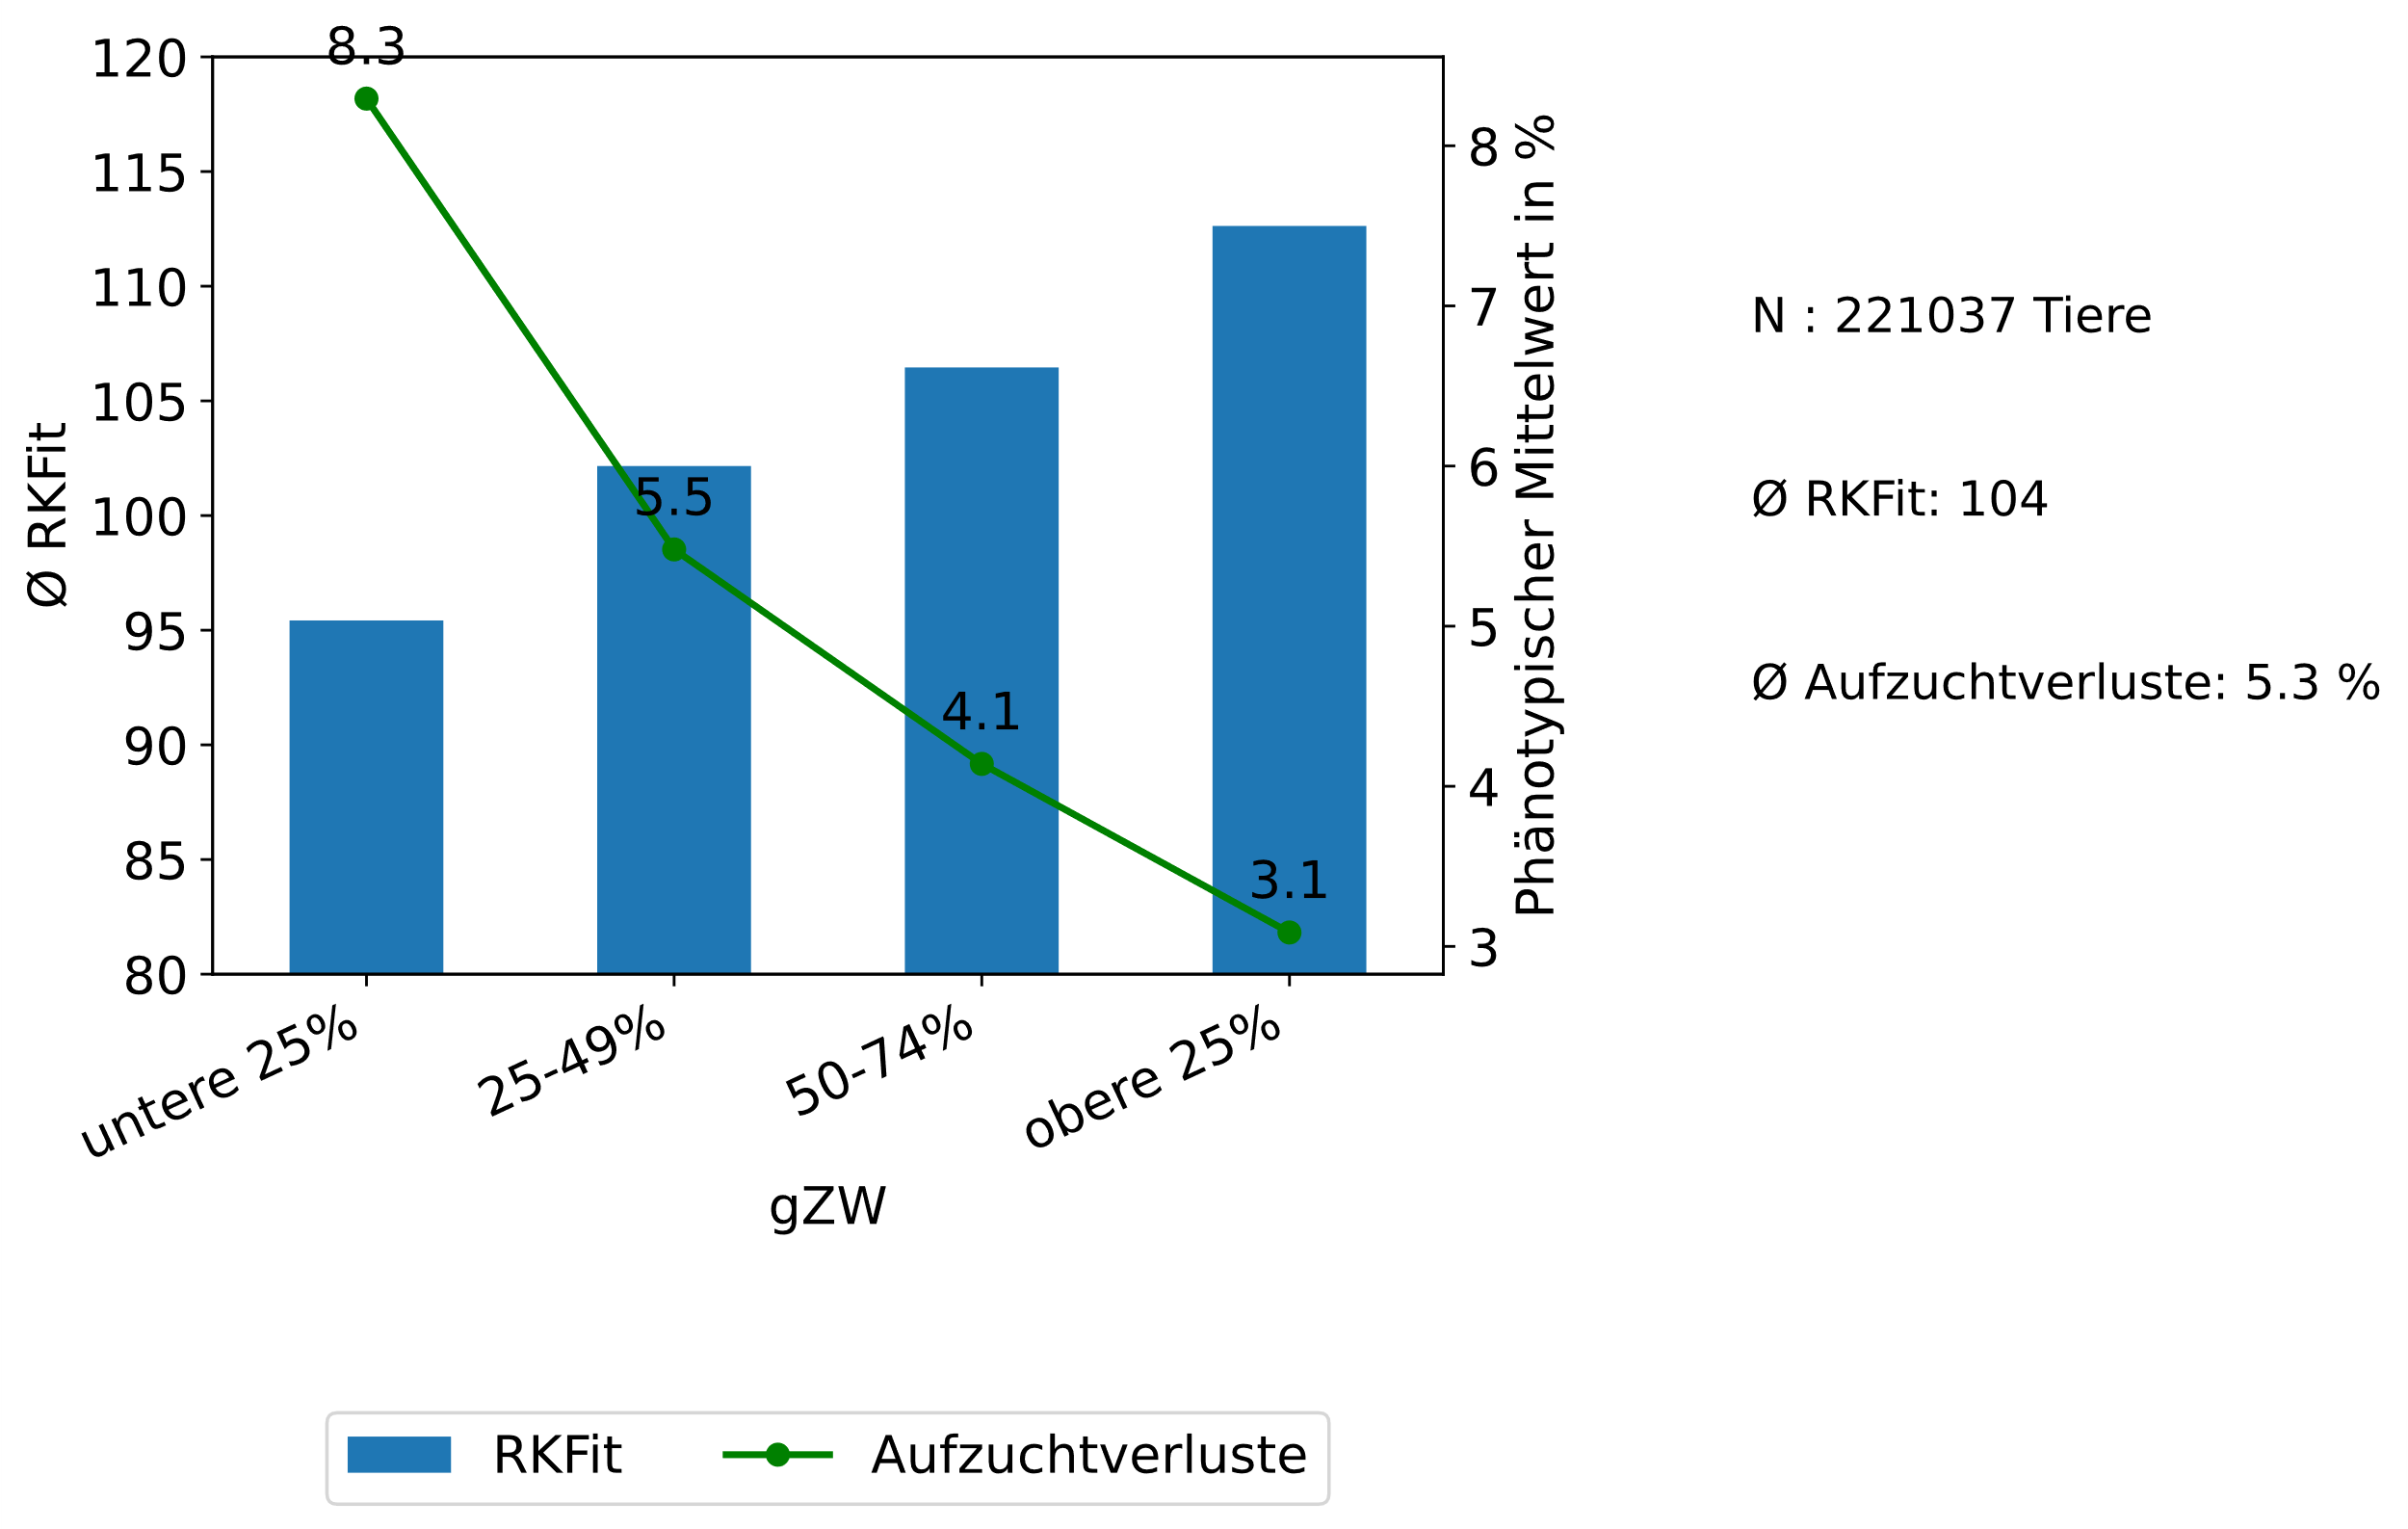 8.3
120
115
110
105
100
95
90
85
80
Ø RKFit
5.5
4.1
3.1
8
7
6
5
4
3
Phänotypischer Mittelwert in %
untere 25%
25-49%
50-74%
obere 25%
gZW
RKFit
Aufzuchtverluste
N : 221037 Tiere
Ø RKFit: 104
Ø Aufzuchtverluste: 5.3 %